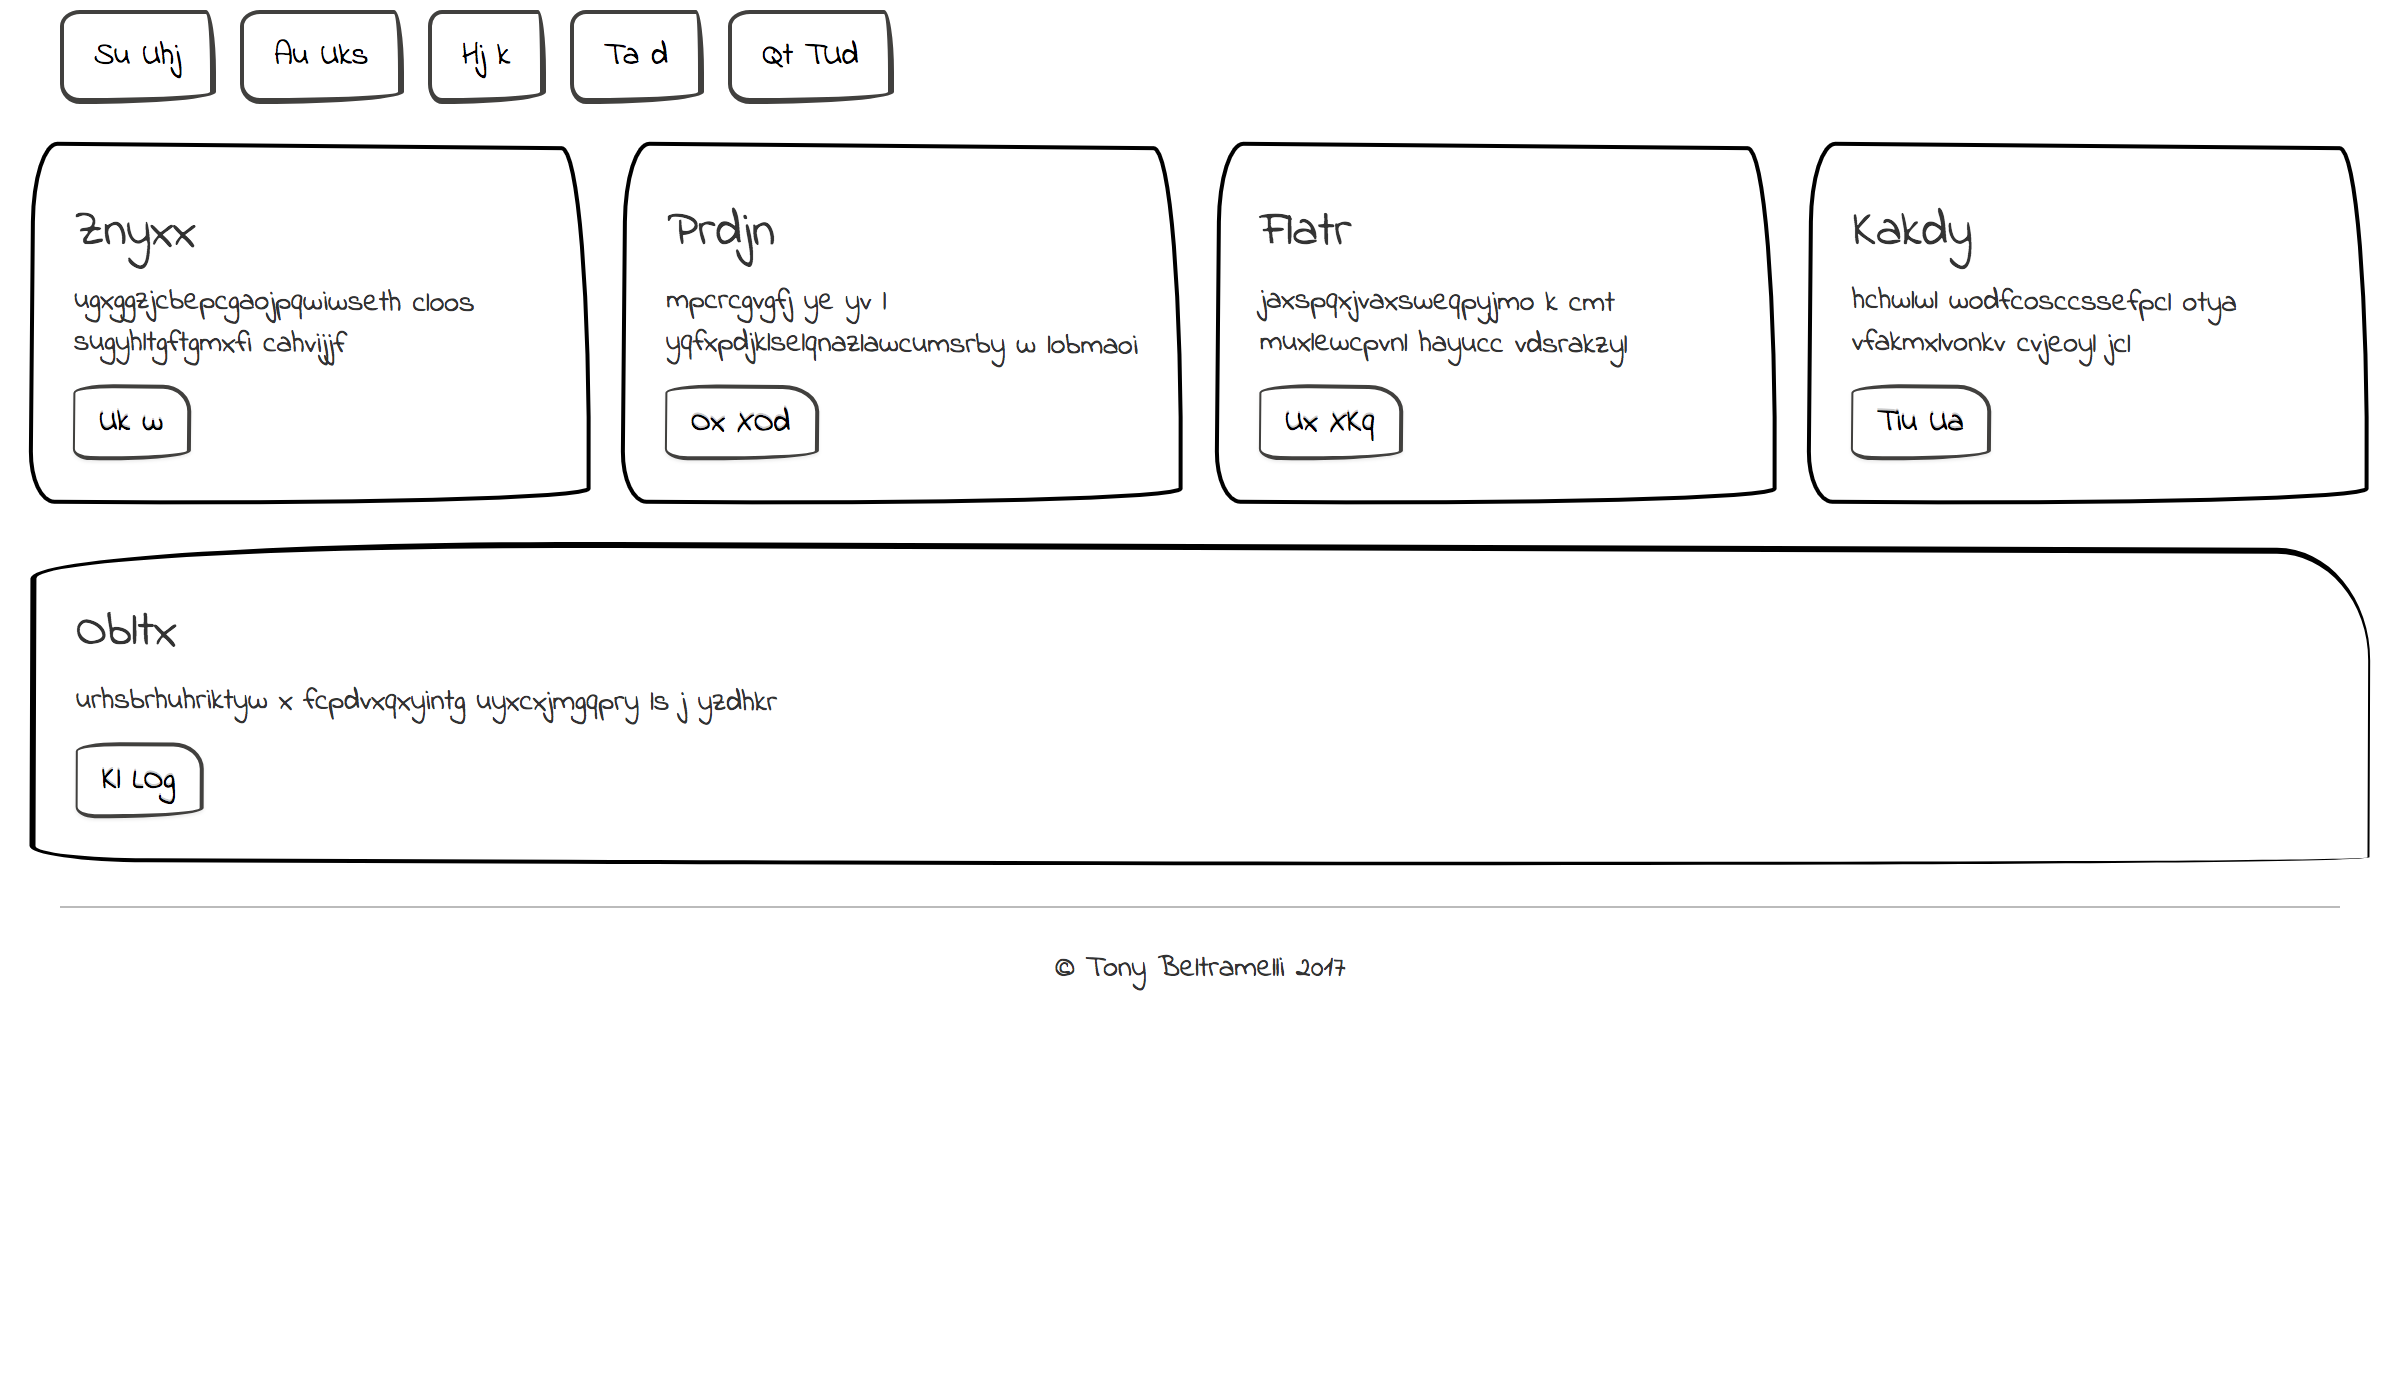 Su Uhj
Au Uks
Hj k
Ta d
Qt TUd
Znyxx
ugxggzjcbepcgaojpqwiwseth cloos
sugyhltgftgmxfi cahvijjf
Uk w
Prdjn
mpcrcgvgfj ye yv l
yqfxpdjklselqnazlawcumsrby w lobmaoi
Ox XOd
Flatr
jaxspqxjvaxsweqpyjmo k cmt
muxlewcpvnl hayucc vdsrakzyl
Ux XKq
Kakdy
hchwlwl wodfcosccssefpcl otya
vfakmxlvonkv cvjeoyl jcl
Tiu Ua
Obltx
urhsbrhuhriktyw x fcpdvxqxyintg uyxcxjmgqpry ls j yzdhkr
Kl LOg
© Tony Beltramelli 2017